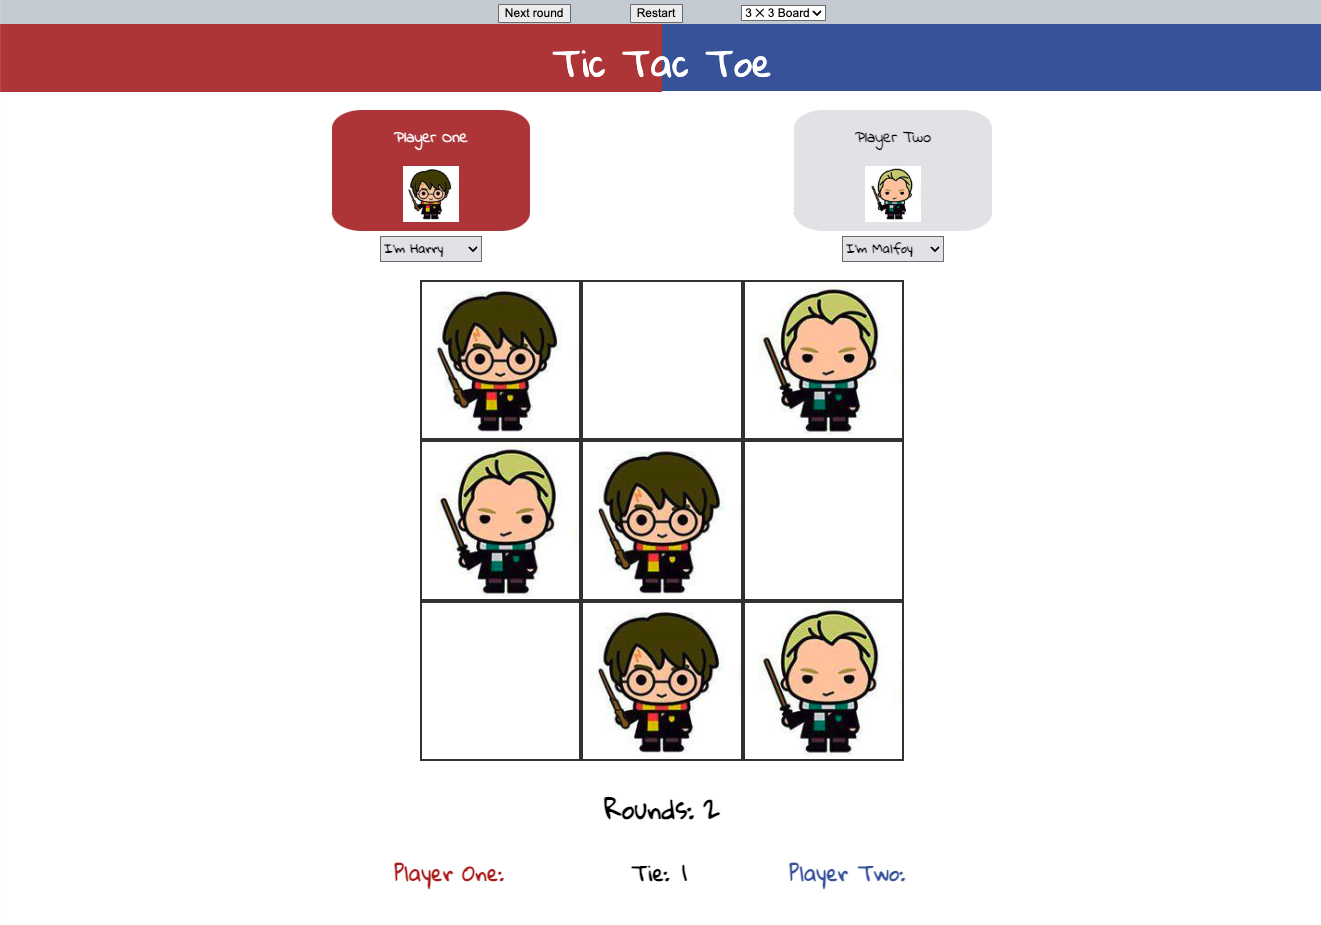 Next round
Restart
3 X 3 Board
Tic Tac Toe
Player One
Player Two
I'm Harry
I'm Malfoy
Rounds: 2
Player One:
Tie: 1
Player Two: